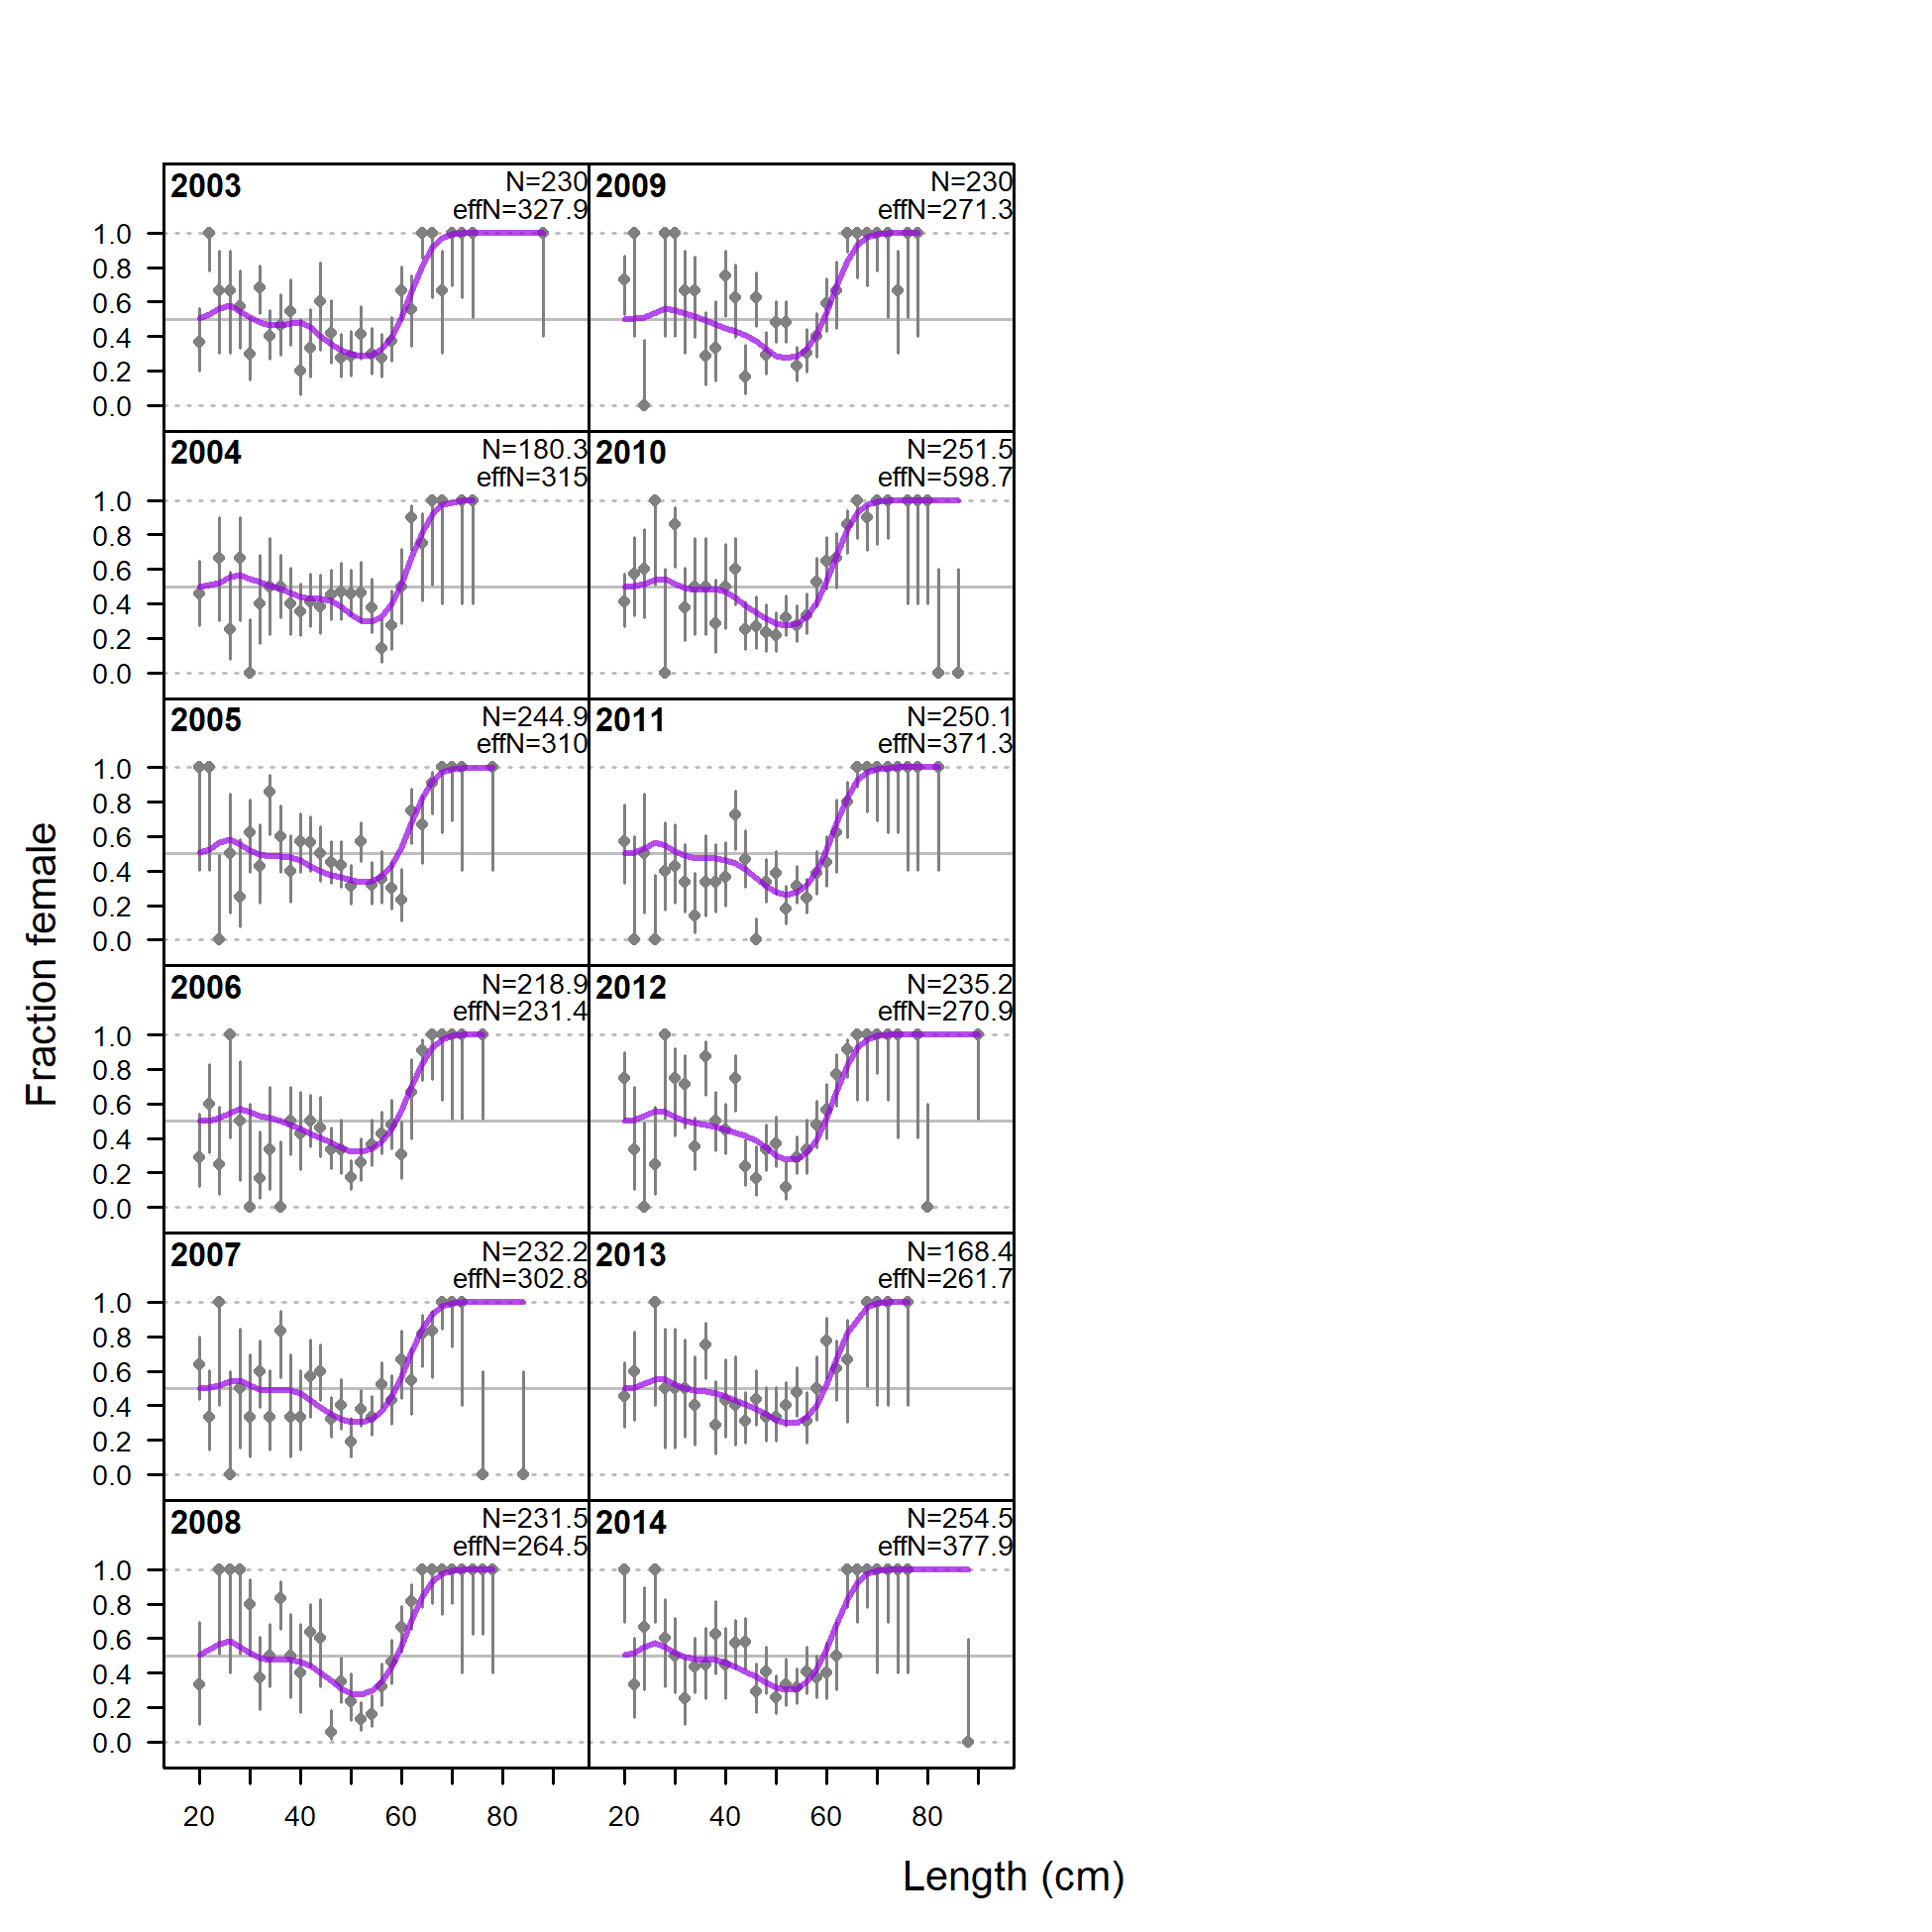 2003
N=230
effN=327.9
2009
N=230
effN=271.3
1.0
0.8
0.6
0.4
0.2
0.0
2004
N=180.3
effN=315
2010
N=251.5
effN=598.7
1.0
0.8
0.6
0.4
0.2
0.0
2005
N=244.9
effN=310
2011
N=250.1
effN=371.3
1.0
0.8
0.6
0.4
0.2
0.0
Fraction female
2006
N=218.9
effN=231.4
2012
N=235.2
effN=270.9
1.0
0.8
0.6
0.4
0.2
0.0
2007
N=232.2
effN=302.8
2013
N=168.4
effN=261.7
1.0
0.8
0.6
0.4
0.2
0.0
2008
N=231.5
effN=264.5
2014
N=254.5
effN=377.9
1.0
0.8
0.6
0.4
0.2
0.0
20 40 60 80 20 40 60 80
Length (cm)